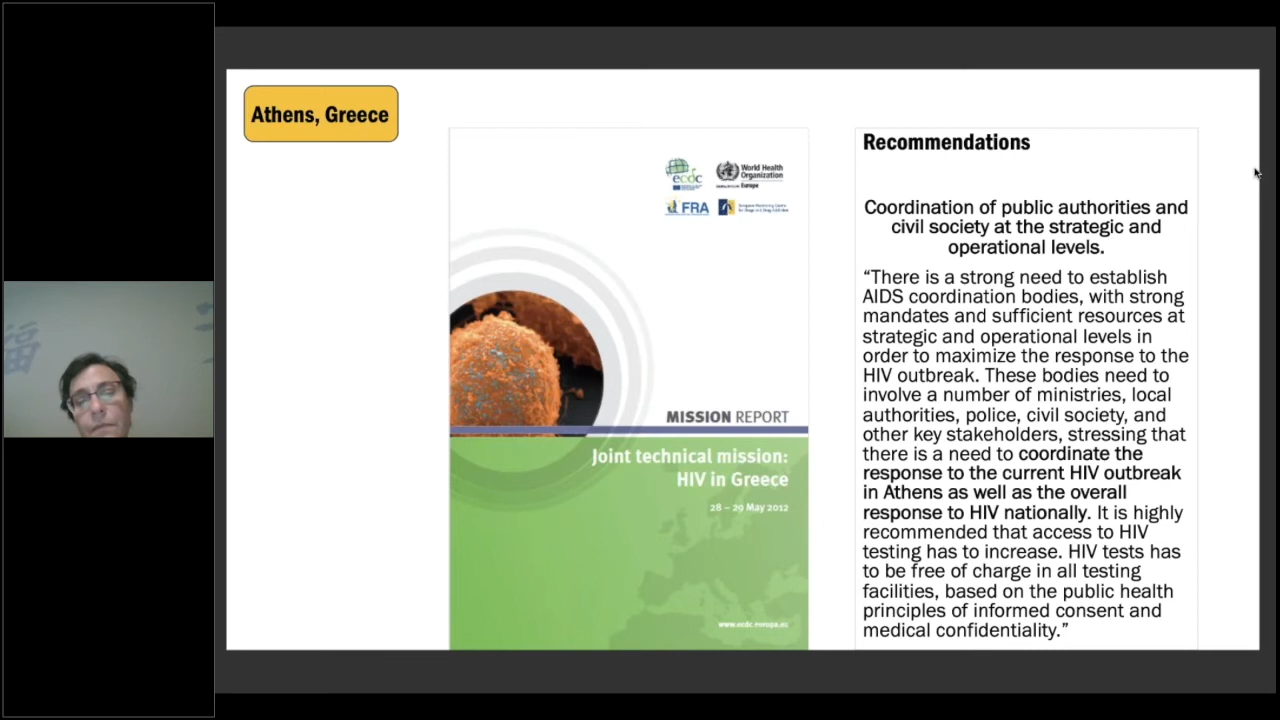 Athens, Greece
ecdc
World Health
Organization
Europe
FRA
MISSION REPORT
Joint technical mission:
HIV in Greece
28 – 29 May 2012
www.ecdc.europa.eu
Recommendations
Coordination of public authorities and
civil society at the strategic and
operational levels.
“There is a strong need to establish
AIDS coordination bodies, with strong
mandates and sufficient resources at
strategic and operational levels in
order to maximize the response to the
HIV outbreak. These bodies need to
involve a number of ministries, local
authorities, police, civil society, and
other key stakeholders, stressing that
there is a need to coordinate the
response to the current HIV outbreak
in Athens as well as the overall
response to HIV nationally. It is highly
recommended that access to HIV
testing has to increase. HIV tests has
to be free of charge in all testing
facilities, based on the public health
principles of informed consent and
medical confidentiality.”
福